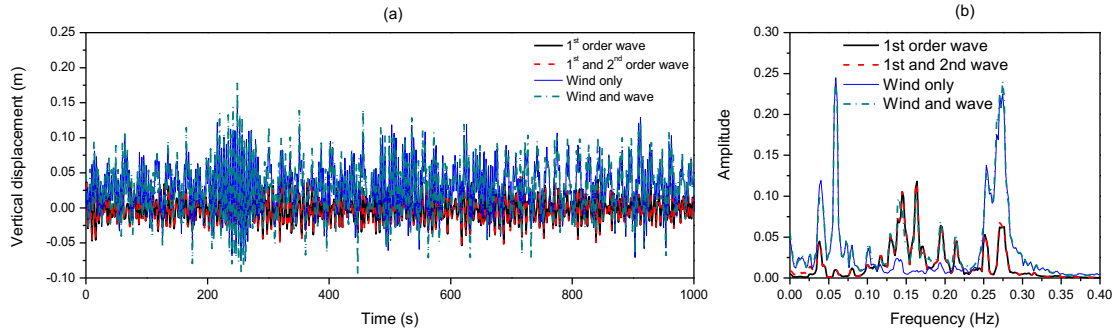 (a)
0.25
0.20
0.15
0.10
0.05
0.00
-0.05
-0.10
Vertical displacement (m)
1st order wave
1st and 2nd order wave
Wind only
Wind and wave
0 200 400 600 800 1000
Time (s)
(b)
0.30
0.25
0.20
0.15
0.10
0.05
0.00
Amplitude
1st order wave
1st and 2nd wave
Wind only
Wind and wave
0.00 0.05 0.10 0.15 0.20 0.25 0.30 0.35 0.40
Frequency (Hz)